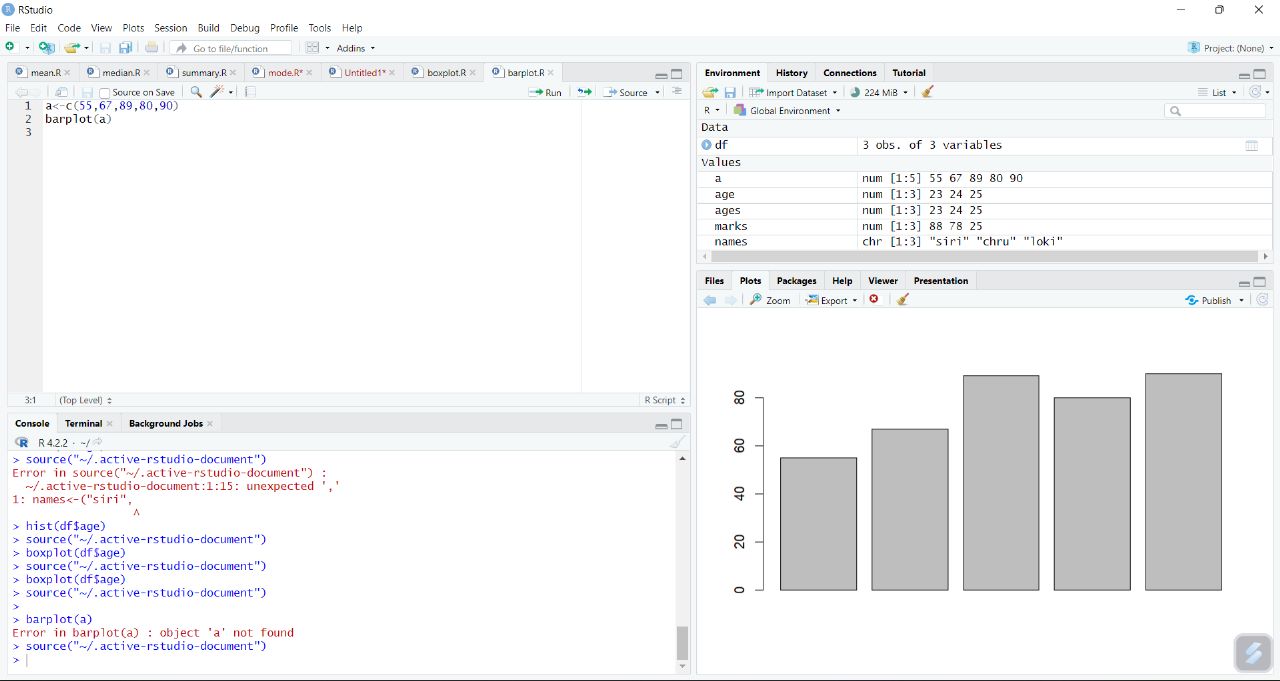 RStudio
File Edit Code View Plots Session Build Debug Profile Tools Help
Go to file/function Addins Project: (None)
mean.R median.R summary.R mode.R* Untitled1* boxplot.R barplot.R
Source on Save Run Source
1 a<-c(55,67,89,80,90)
2 barplot(a)
3
3:1 (Top Level) R Script
Console Terminal Background Jobs
R 4.2.2 · ~/
> source("~/.active-rstudio-document")
Error in source("~/.active-rstudio-document") :
~/.active-rstudio-document:1:15: unexpected ','
1: names<-("siri",
^
> hist(df$age)
> source("~/.active-rstudio-document")
> boxplot(df$age)
> source("~/.active-rstudio-document")
> boxplot(df$age)
> source("~/.active-rstudio-document")
>
> barplot(a)
Error in barplot(a) : object 'a' not found
> source("~/.active-rstudio-document")
>
Environment History Connections Tutorial
Import Dataset 224 MiB List
R Global Environment
Data
df 3 obs. of 3 variables
Values
a num [1:5] 55 67 89 80 90
age num [1:3] 23 24 25
ages num [1:3] 23 24 25
marks num [1:3] 88 78 25
names chr [1:3] "siri" "chru" "loki"
Files Plots Packages Help Viewer Presentation
Zoom Export Publish
80
60
40
20
0